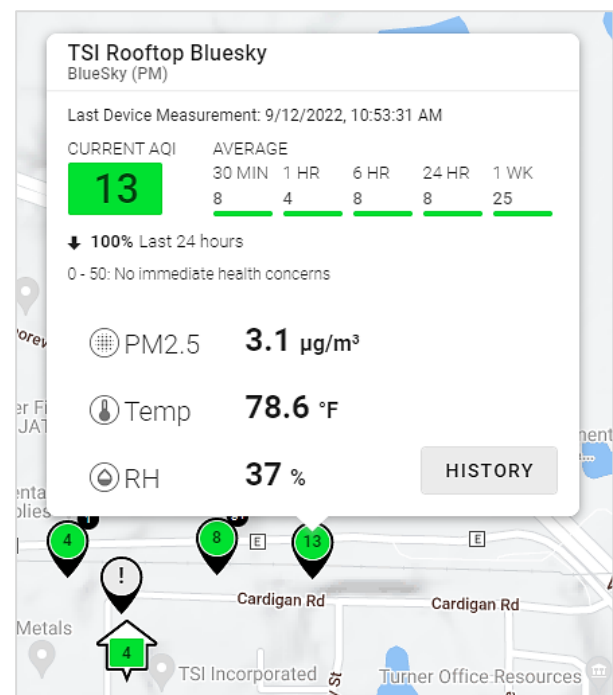 TSI Rooftop Bluesky
BlueSky (PM)
Last Device Measurement: 9/12/2022, 10:53:31 AM
CURRENT AQI
13
AVERAGE
30 MIN 1 HR 6 HR 24 HR 1 WK
8 4 8 8 25
100% Last 24 hours
0 - 50: No immediate health concerns
PM2.5 3.1 µg/m³
Temp 78.6 °F
RH 37 %
HISTORY
4
8
E
13
E
!
Cardigan Rd
Cardigan Rd
Metals
4
TSI Incorporated
St
Turner Office Resources